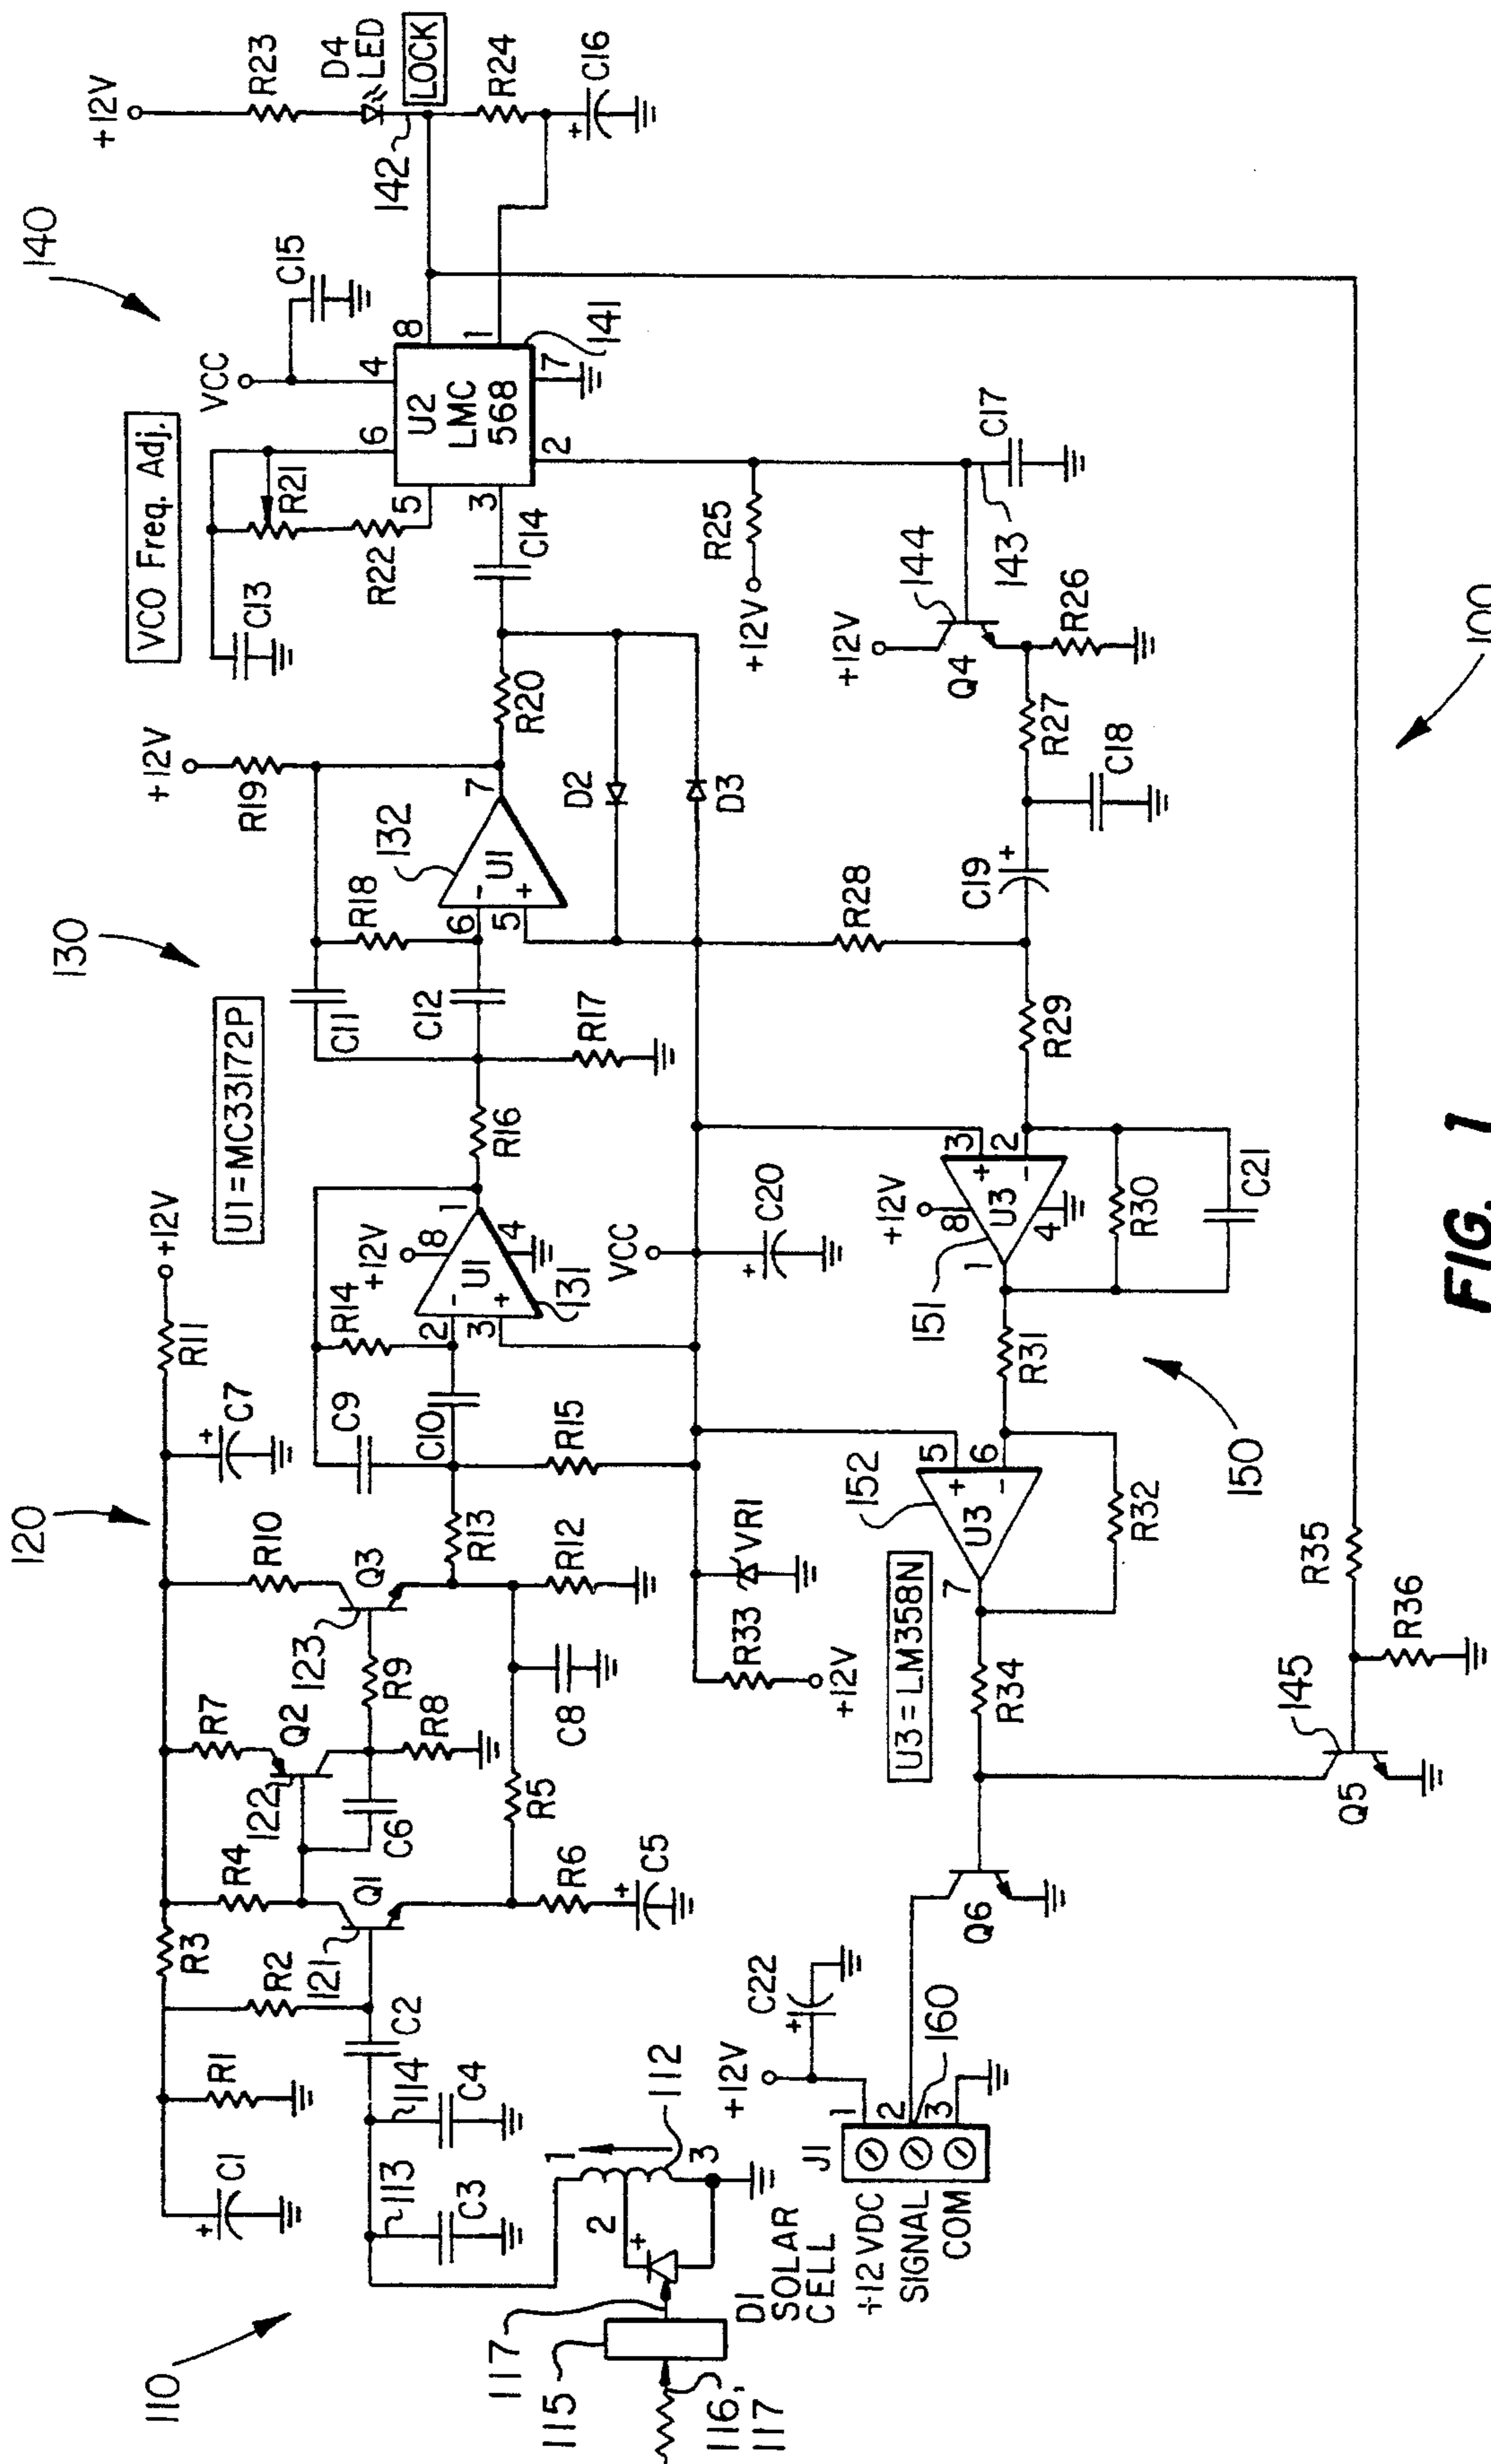 110
120
130
140
+12V
R11
C7
U1 = MC33172P
VCO Freq. Adj.
VCC
C15
+12V
R23
D4
LED
LOCK
142
R24
C16
+
C1
+
R1
R3
R2
R4
Q1
121
R7
Q2
122
C6
R8
R9
R10
Q3
123
C9
R14
+12V
8
2
-
U1
+
3
1
4
131
C10
R13
R15
R12
R16
C11
R18
C12
R17
+12V
R19
132
6
-
U1
5
+
7
R20
C13
R21
R22
5
6
4
3
U2
LMC
568
8
1
2
7
141
C14
113
114
C2
C3
C4
R5
R6
C5
+
C8
117
115
116,
117
D1
SOLAR
CELL
+
2
1
3
112
R33
+12V
VR1
VCC
C20
+
D2
D3
R28
R25
+12V
144
+12V
Q4
143
C17
R26
R27
C18
C19
+
R29
+12V
8
3
+
U3
-
2
4
1
151
R30
C21
R31
150
152
5
+
U3
-
6
7
R32
U3 = LM358N
R34
+12V
C22
+
J1
1
2
3
÷12VDC
SIGNAL
COM
160
Q6
145
Q5
R35
R36
100
FIG. 1